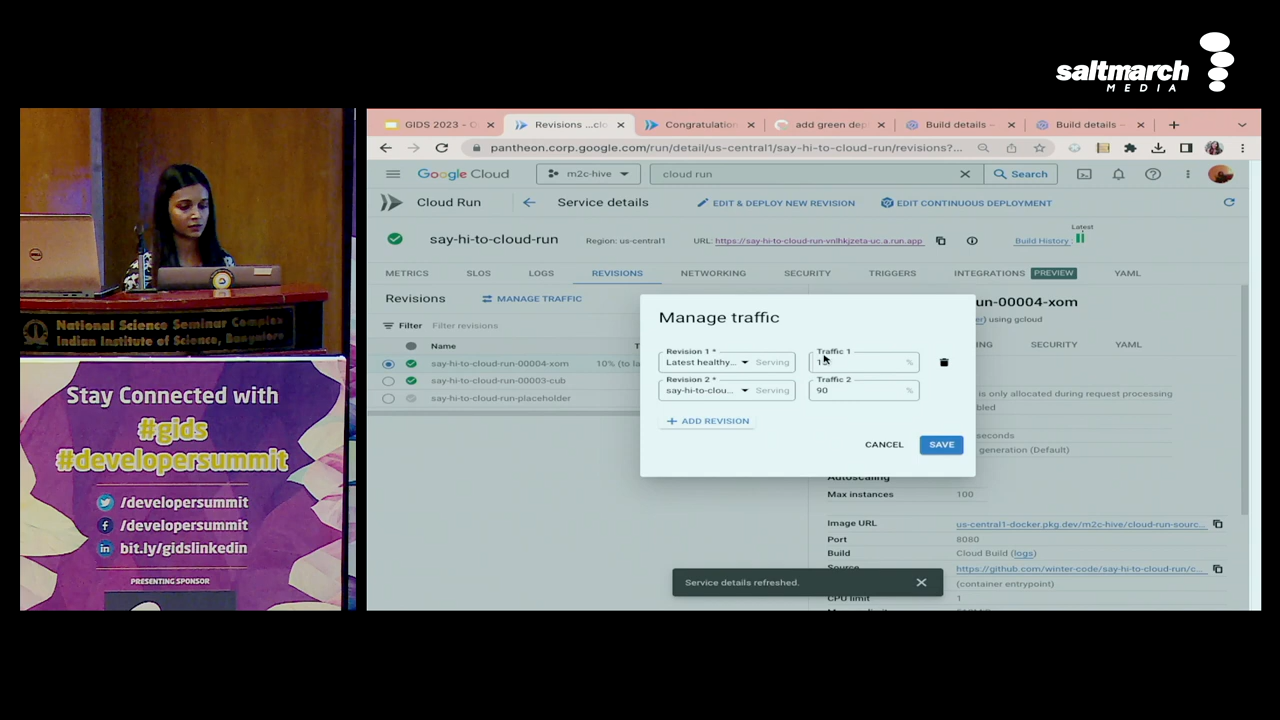 saltmarch
MEDIA
GIDS 2023 -
Revisions ...clo
Congratulation
add green dep
Build details –
Build details –
pantheon.corp.google.com/run/detail/us-central1/say-hi-to-cloud-run/revisions?...
Google Cloud
m2c-hive
cloud run
Search
Cloud Run
Service details
EDIT & DEPLOY NEW REVISION
EDIT CONTINUOUS DEPLOYMENT
say-hi-to-cloud-run
Region: us-central1
URL: https://say-hi-to-cloud-run-vnlhkjzeta-uc.a.run.app
Build History
Latest
METRICS
SLOS
LOGS
REVISIONS
NETWORKING
SECURITY
TRIGGERS
INTEGRATIONS PREVIEW
YAML
Revisions
MANAGE TRAFFIC
Filter Filter revisions
Name
say-hi-to-cloud-run-00004-xom 10% (to la
say-hi-to-cloud-run-00003-cub
say-hi-to-cloud-run-placeholder
Manage traffic
Revision 1 *
Latest healthy... Serving
Traffic 1
%
Revision 2 *
say-hi-to-clou... Serving
Traffic 2
90 %
ADD REVISION
CANCEL
SAVE
un-00004-xom
using gcloud
SECURITY
YAML
is only allocated during request processing
seconds
generation (Default)
Autoscaling
Max instances 100
Image URL us-central1-docker.pkg.dev/m2c-hive/cloud-run-sourc...
Port 8080
Build Cloud Build (logs)
Source https://github.com/winter-code/say-hi-to-cloud-run/c...
(container entrypoint)
CPU limit 1
Service details refreshed.
DELL
National Science Seminar Complex
Indian Institute of Science, Bangalore
Stay Connected with
#gids
#developersummit
/developersummit
/developersummit
bit.ly/gidslinkedin
PRESENTING SPONSOR